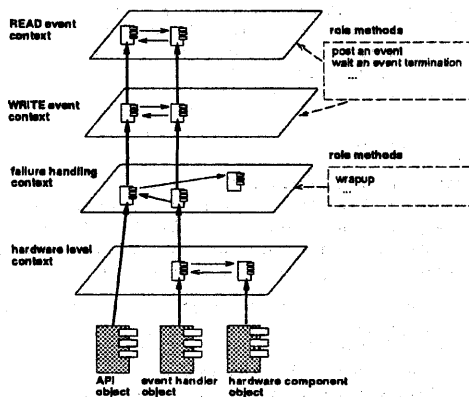 READ event
context
role methods
post an event
wait an event termination
...
WRITE event
context
failure handling
context
role methods
wrapup
...
hardware level
context
API
object
event handler
object
hardware component
object